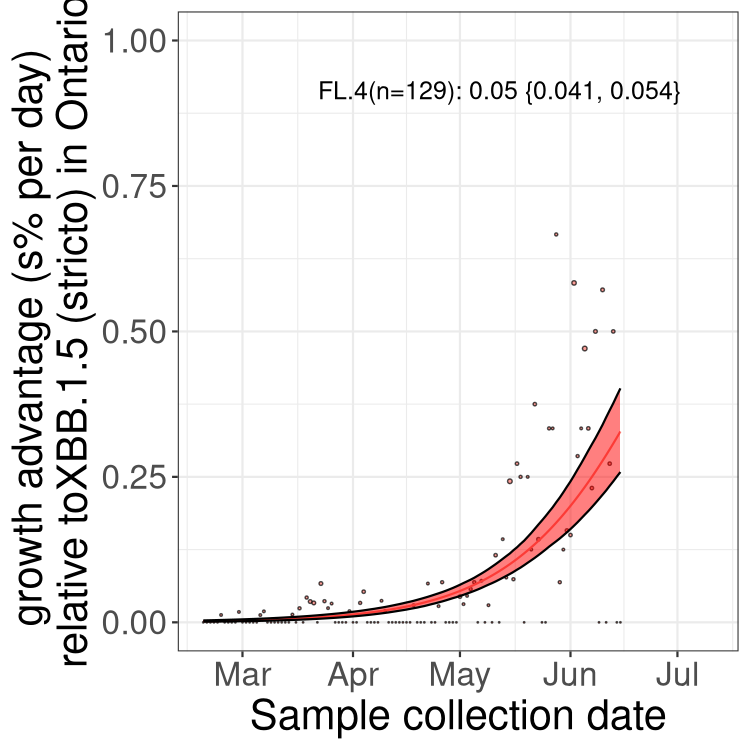 growth advantage (s% per day)
relative toXBB.1.5 (stricto) in Ontario
1.00
0.75
0.50
0.25
0.00
FL.4(n=129): 0.05 {0.041, 0.054}
Mar Apr May Jun Jul
Sample collection date